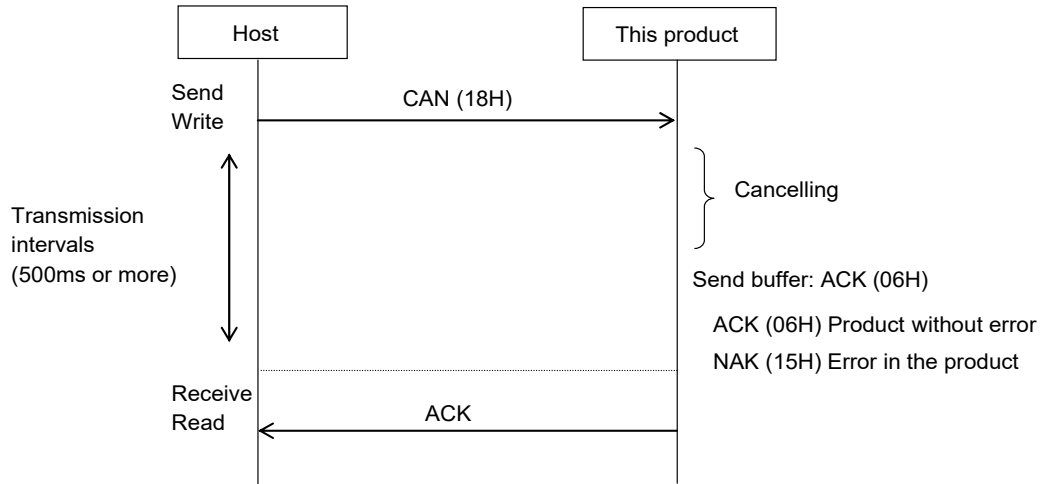 Host
This product
Send
Write
CAN (18H)
Cancelling
Transmission
intervals
(500ms or more)
Send buffer: ACK (06H)
ACK (06H) Product without error
NAK (15H) Error in the product
Receive
Read
ACK